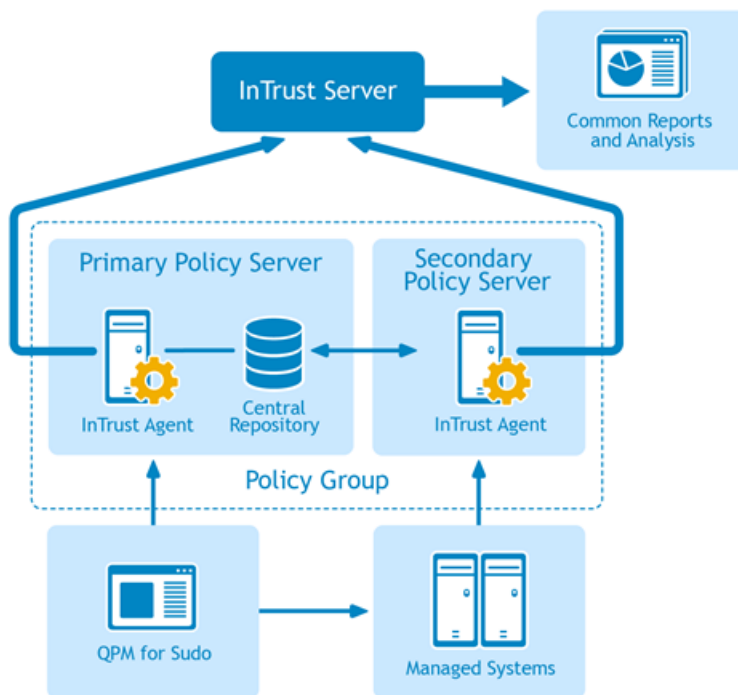 InTrust Server
Common Reports
and Analysis
Primary Policy Server
Secondary
Policy Server
InTrust Agent
Central
Repository
InTrust Agent
Policy Group
QPM for Sudo
Managed Systems